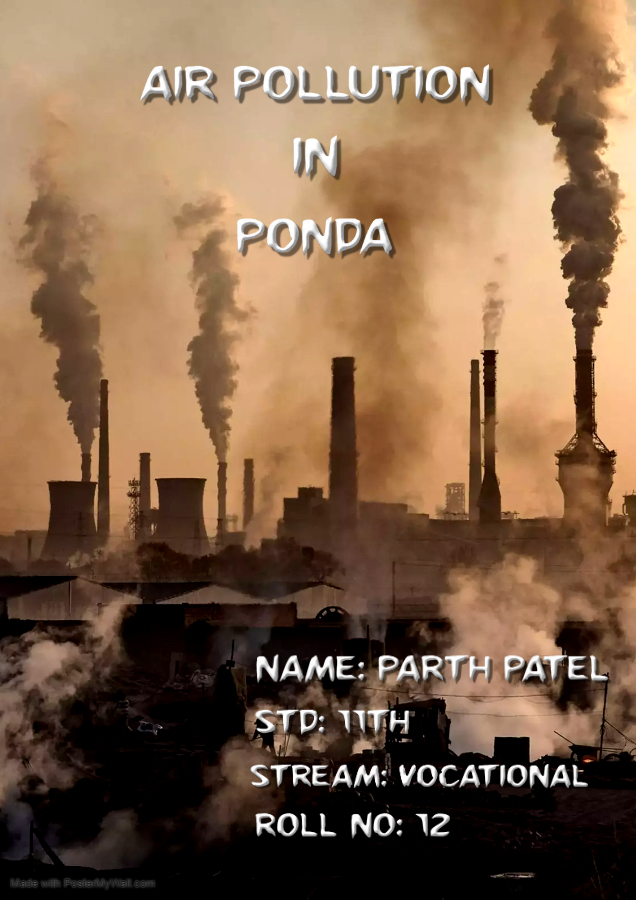 AIR POLLUTION
IN
PONDA
NAME: PARTH PATEL
STD: 11TH
STREAM: VOCATIONAL
ROLL NO: 12
Made with PosterMyWall.com